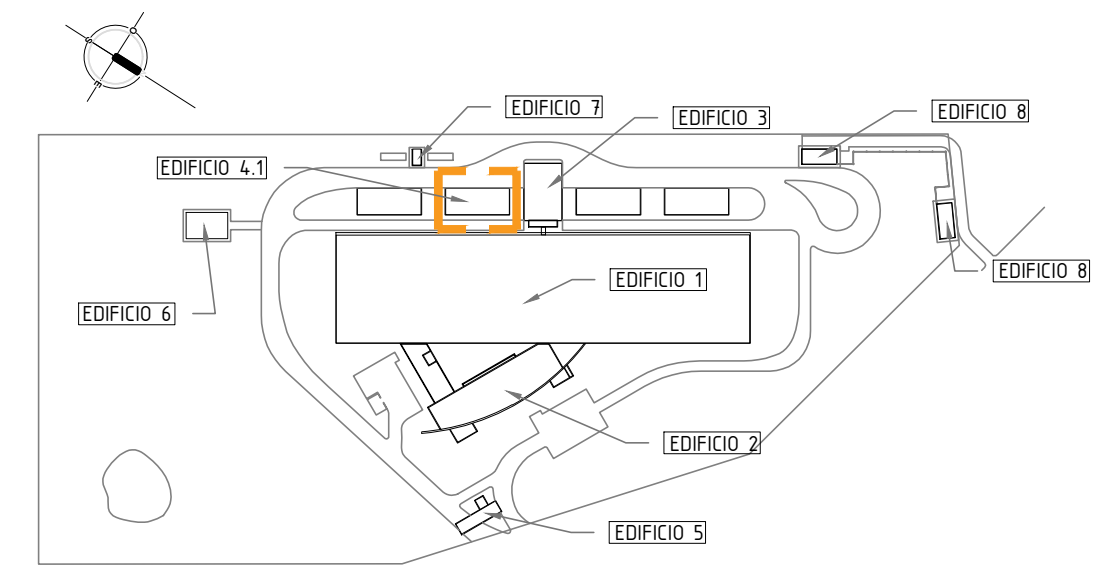 S
O
E
EDIFICIO 7
EDIFICIO 3
EDIFICIO 8
EDIFICIO 4.1
EDIFICIO 1
EDIFICIO 8
EDIFICIO 6
EDIFICIO 2
EDIFICIO 5